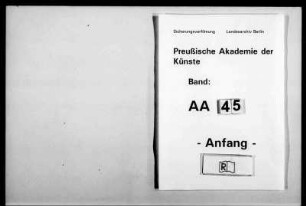 Sicherungsverfilmung Landesarchiv Berlin
Preußische Akademie der
Künste
Band:
AA 45
- Anfang -
R